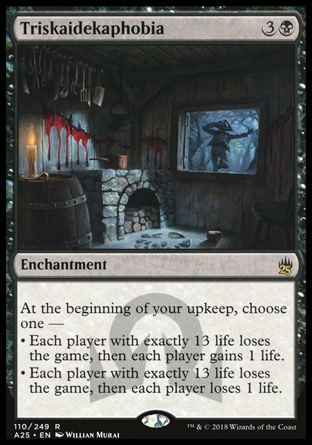 Triskaidekaphobia 3
Enchantment
25
At the beginning of your upkeep, choose
one —
• Each player with exactly 13 life loses
the game, then each player gains 1 life.
• Each player with exactly 13 life loses
the game, then each player loses 1 life.
110/249 R
A25 • EN Willian Murai
™ & © 2018 Wizards of the Coast